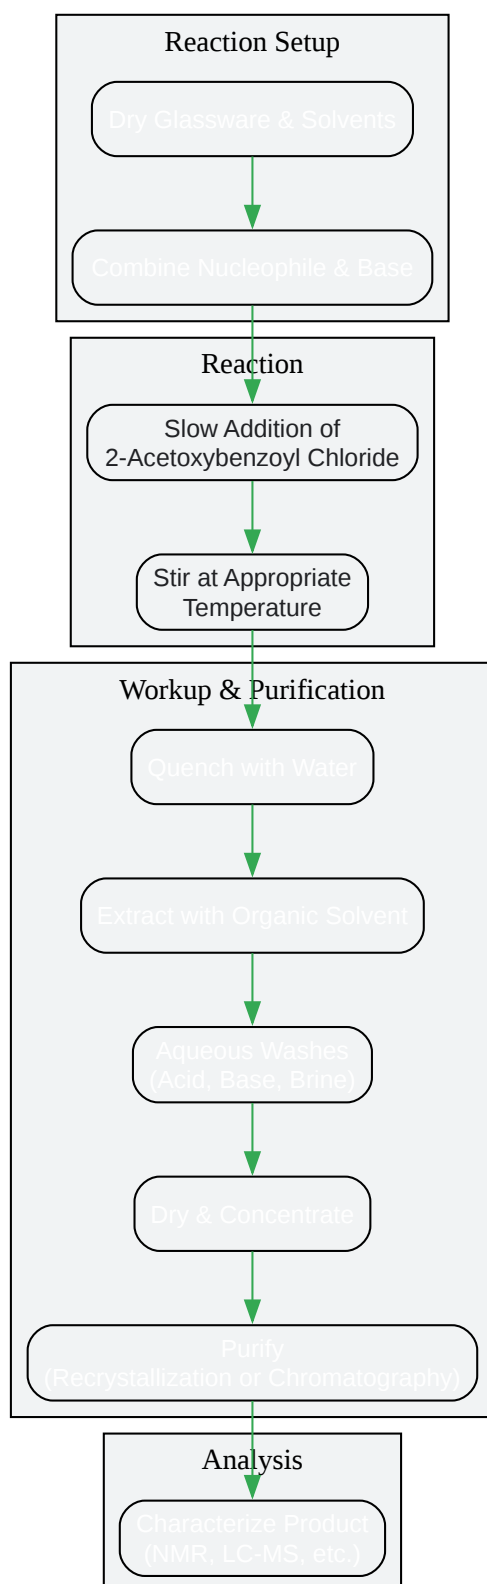 Reaction Setup
Dry Glassware & Solvents
Combine Nucleophile & Base
Reaction
Slow Addition of
2-Acetoxybenzoyl Chloride
Stir at Appropriate
Temperature
Workup & Purification
Quench with Water
Extract with Organic Solvent
Aqueous Washes
(Acid, Base, Brine)
Dry & Concentrate
Purify
(Recrystallization or Chromatography)
Analysis
Characterize Product
(NMR, LC-MS, etc.)